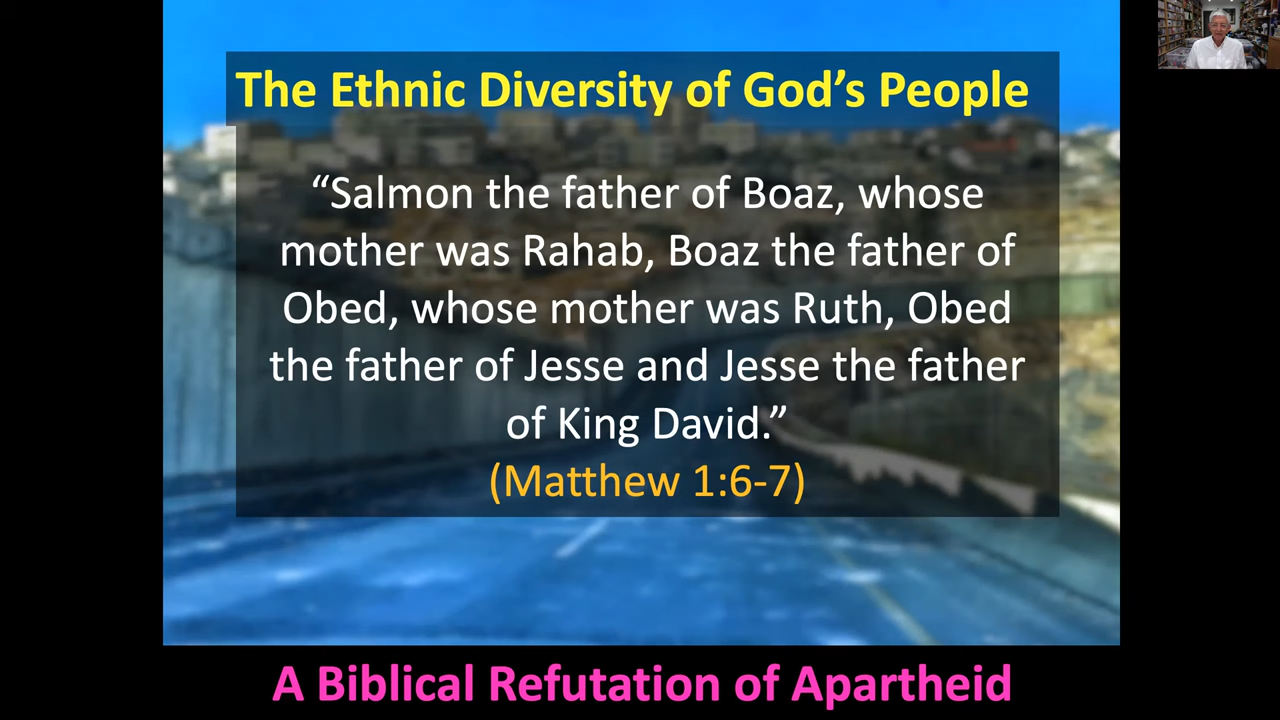 The Ethnic Diversity of God’s People
“Salmon the father of Boaz, whose
mother was Rahab, Boaz the father of
Obed, whose mother was Ruth, Obed
the father of Jesse and Jesse the father
of King David.”
(Matthew 1:6-7)
A Biblical Refutation of Apartheid